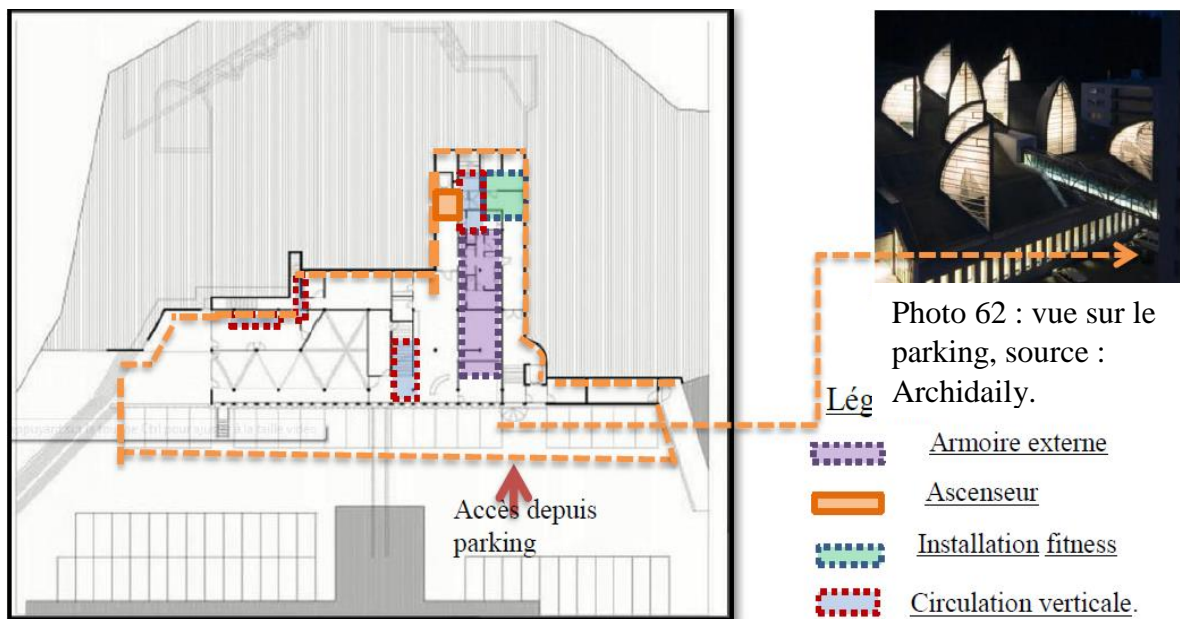 Photo 62 : vue sur le
parking, source :
Archidaily.
Lég
Armoire externe
Ascenseur
Installation fitness
Circulation verticale.
Accès depuis
parking